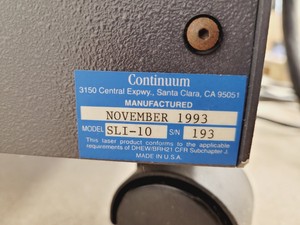 Continuum
3150 Central Expwy., Santa Clara, CA 95051
MANUFACTURED
NOVEMBER 1993
MODEL SLI-10 S/N 193
This laser product conforms to the applicable
requirements of DHEW/BRH21 CFR Subchapter J.
MADE IN U.S.A.